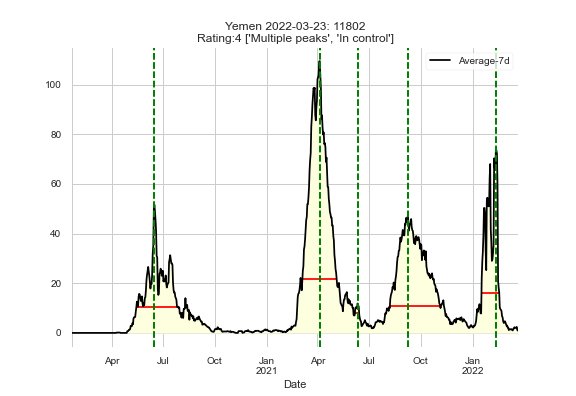 Yemen 2022-03-23: 11802
Rating:4 ['Multiple peaks', 'In control']
Average-7d
100
80
60
40
20
0
Apr Jul Oct Jan Apr Jul Oct Jan
2021 2022
Date